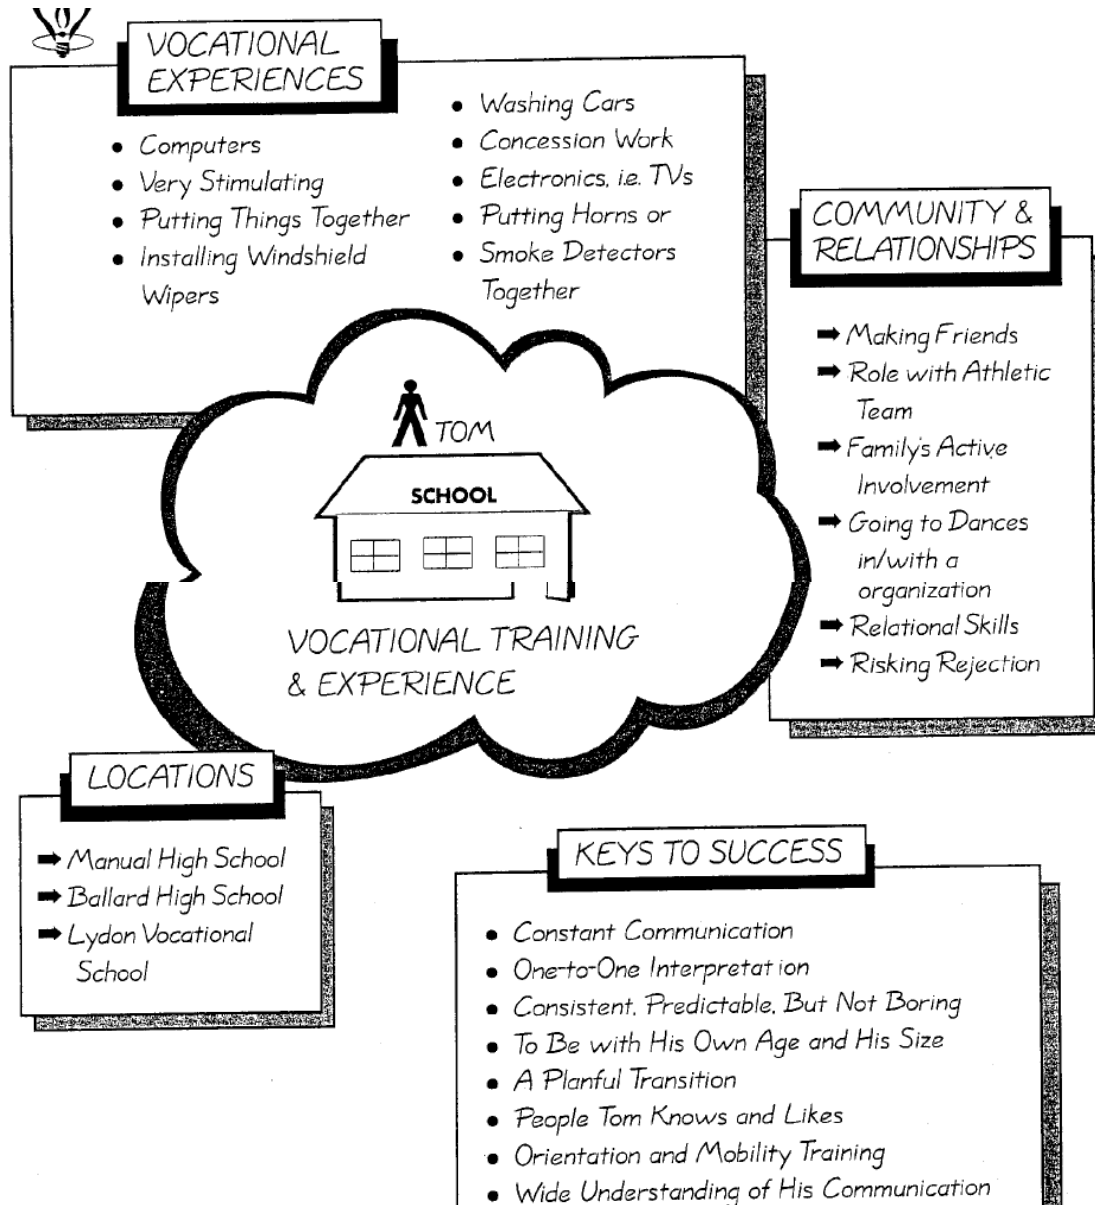 VOCATIONAL
EXPERIENCES
• Computers
• Very Stimulating
• Putting Things Together
• Installing Windshield
Wipers
• Washing Cars
• Concession Work
• Electronics, i.e. TVs
• Putting Horns or
• Smoke Detectors
Together
COMMUNITY &
RELATIONSHIPS
➡ Making Friends
➡ Role with Athletic
Team
➡ Family's Active
Involvement
➡ Going to Dances
in/with a
organization
➡ Relational Skills
➡ Risking Rejection
TOM
SCHOOL
VOCATIONAL TRAINING
& EXPERIENCE
LOCATIONS
➡ Manual High School
➡ Ballard High School
➡ Lydon Vocational
School
KEYS TO SUCCESS
• Constant Communication
• One-to-One Interpretation
• Consistent, Predictable, But Not Boring
• To Be with His Own Age and His Size
• A Planful Transition
• People Tom Knows and Likes
• Orientation and Mobility Training
• Wide Understanding of His Communication